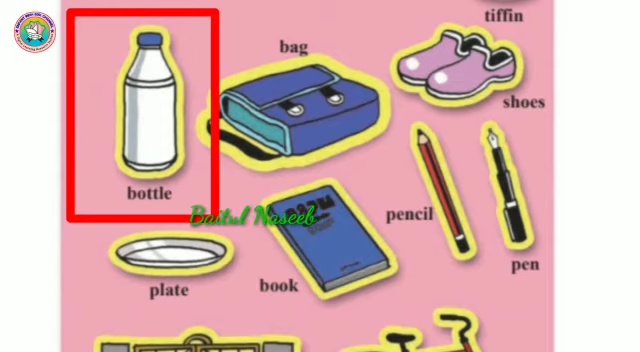 tiffin
bag
shoes
bottle
Baitul Naseeb
pencil
pen
book
plate